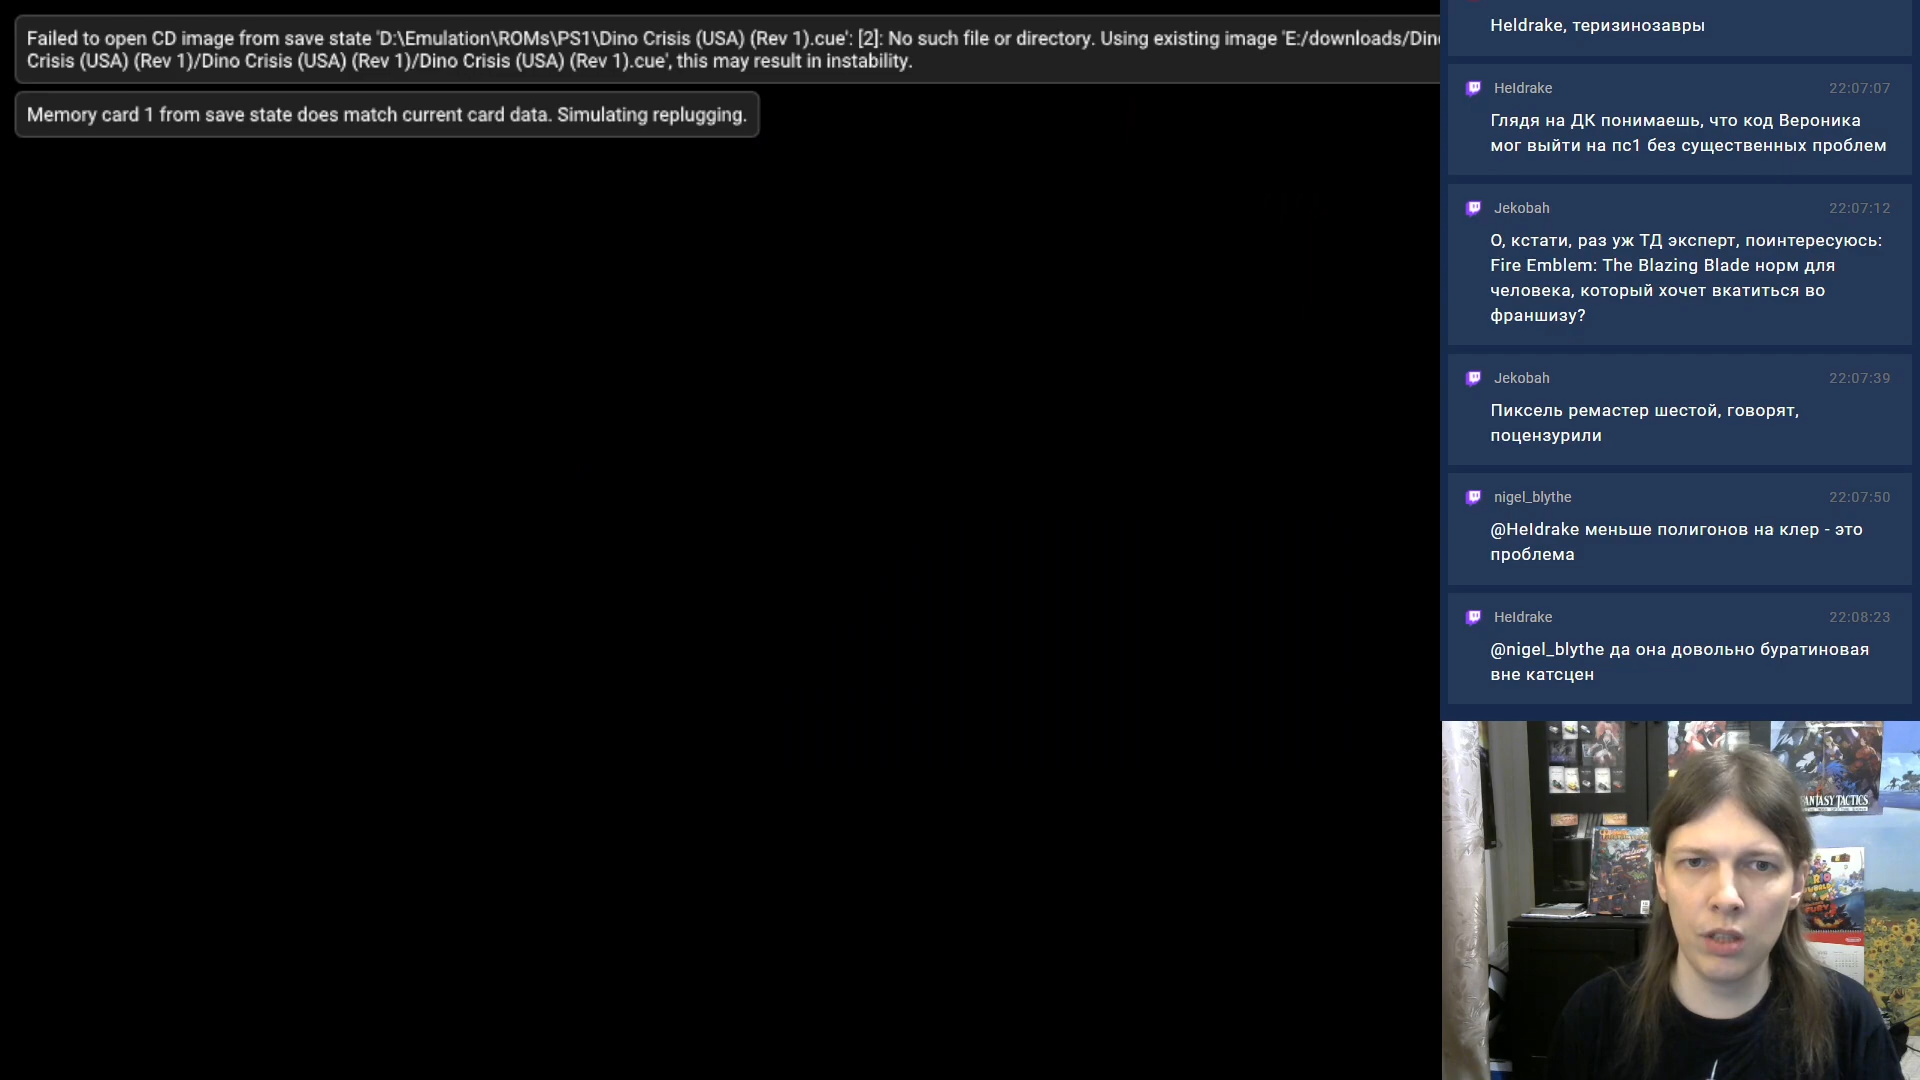 Failed to open CD image from save state 'D:\Emulation\ROMs\PS1\Dino Crisis (USA) (Rev 1).cue': [2]: No such file or directory. Using existing image 'E:/downloads/Dino
Crisis (USA) (Rev 1)/Dino Crisis (USA) (Rev 1)/Dino Crisis (USA) (Rev 1).cue', this may result in instability.
Memory card 1 from save state does match current card data. Simulating replugging.
Heldrake, теризинозавры
HeIdrake 22:07:07
Глядя на ДК понимаешь, что код Вероника
мог выйти на пс1 без существенных проблем
Jekobah 22:07:12
О, кстати, раз уж ТД эксперт, поинтересуюсь:
Fire Emblem: The Blazing Blade норм для
человека, который хочет вкатиться во
франшизу?
Jekobah 22:07:39
Пиксель ремастер шестой, говорят,
поцензурили
nigel_blythe 22:07:50
@HeIdrake меньше полигонов на клер - это
проблема
HeIdrake 22:08:23
@nigel_blythe да она довольно буратиновая
вне катсцен
FANTASY TACTICS